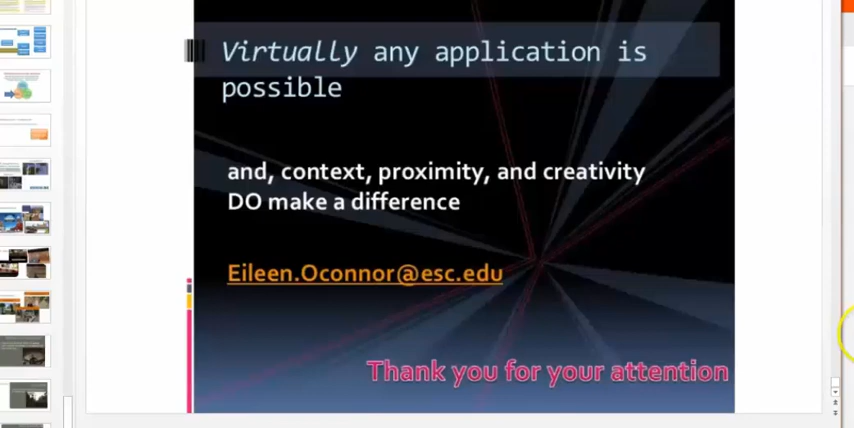 Virtually any application is
possible
and, context, proximity, and creativity
DO make a difference
Eileen.Oconnor@esc.edu
Thank you for your attention